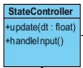 StateController
+update(dt : float)
+handleInput()